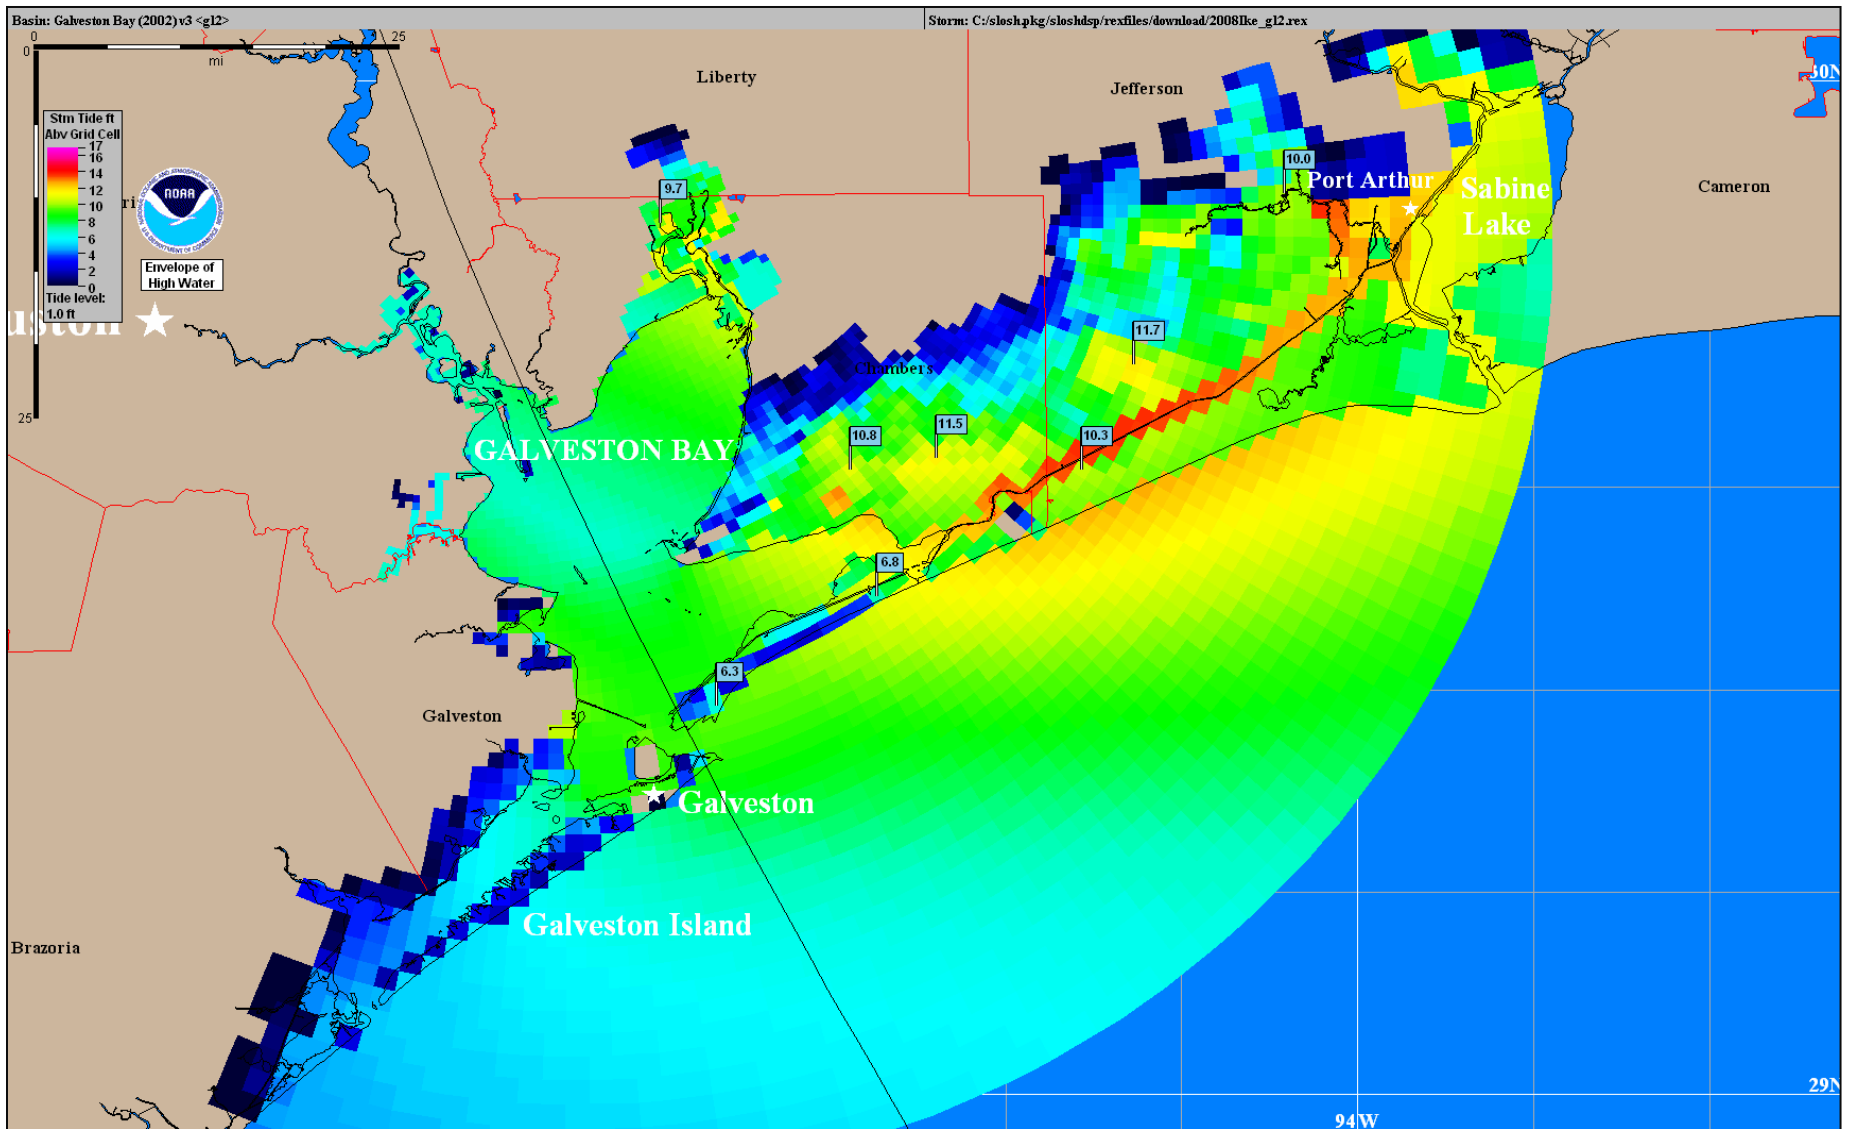 Basin: Galveston Bay (2002) v3 <gl2>
Storm: C:/slosh.pkg/sloshdsp/rexfiles/download/2008Ike_gl2.rex
0
25
mi
0
25
Stm Tide ft
Abv Grid Cell
17
16
14
12
10
8
6
4
2
0
Tide level:
1.0 ft
NOAA
Envelope of
High Water
Liberty
Jefferson
30N
Cameron
9.7
10.0
Port Arthur
Sabine
Lake
uston
11.7
Chambers
10.8
11.5
10.3
GALVESTON BAY
6.8
6.3
Galveston
Galveston
Galveston Island
Brazoria
29N
94W